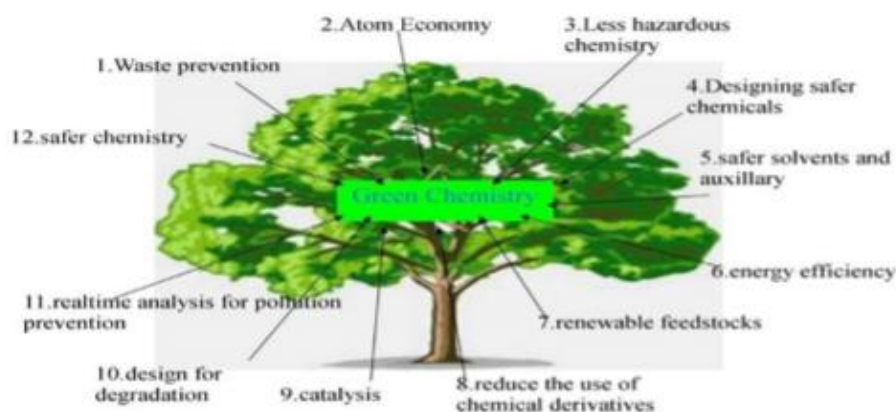 2.Atom Economy
3.Less hazardous
chemistry
1.Waste prevention
4.Designing safer
chemicals
12.safer chemistry
5.safer solvents and
auxillary
Green Chemistry
6.energy efficiency
11.realtime analysis for pollution
prevention
7.renewable feedstocks
10.design for
degradation
9.catalysis
8.reduce the use of
chemical derivatives